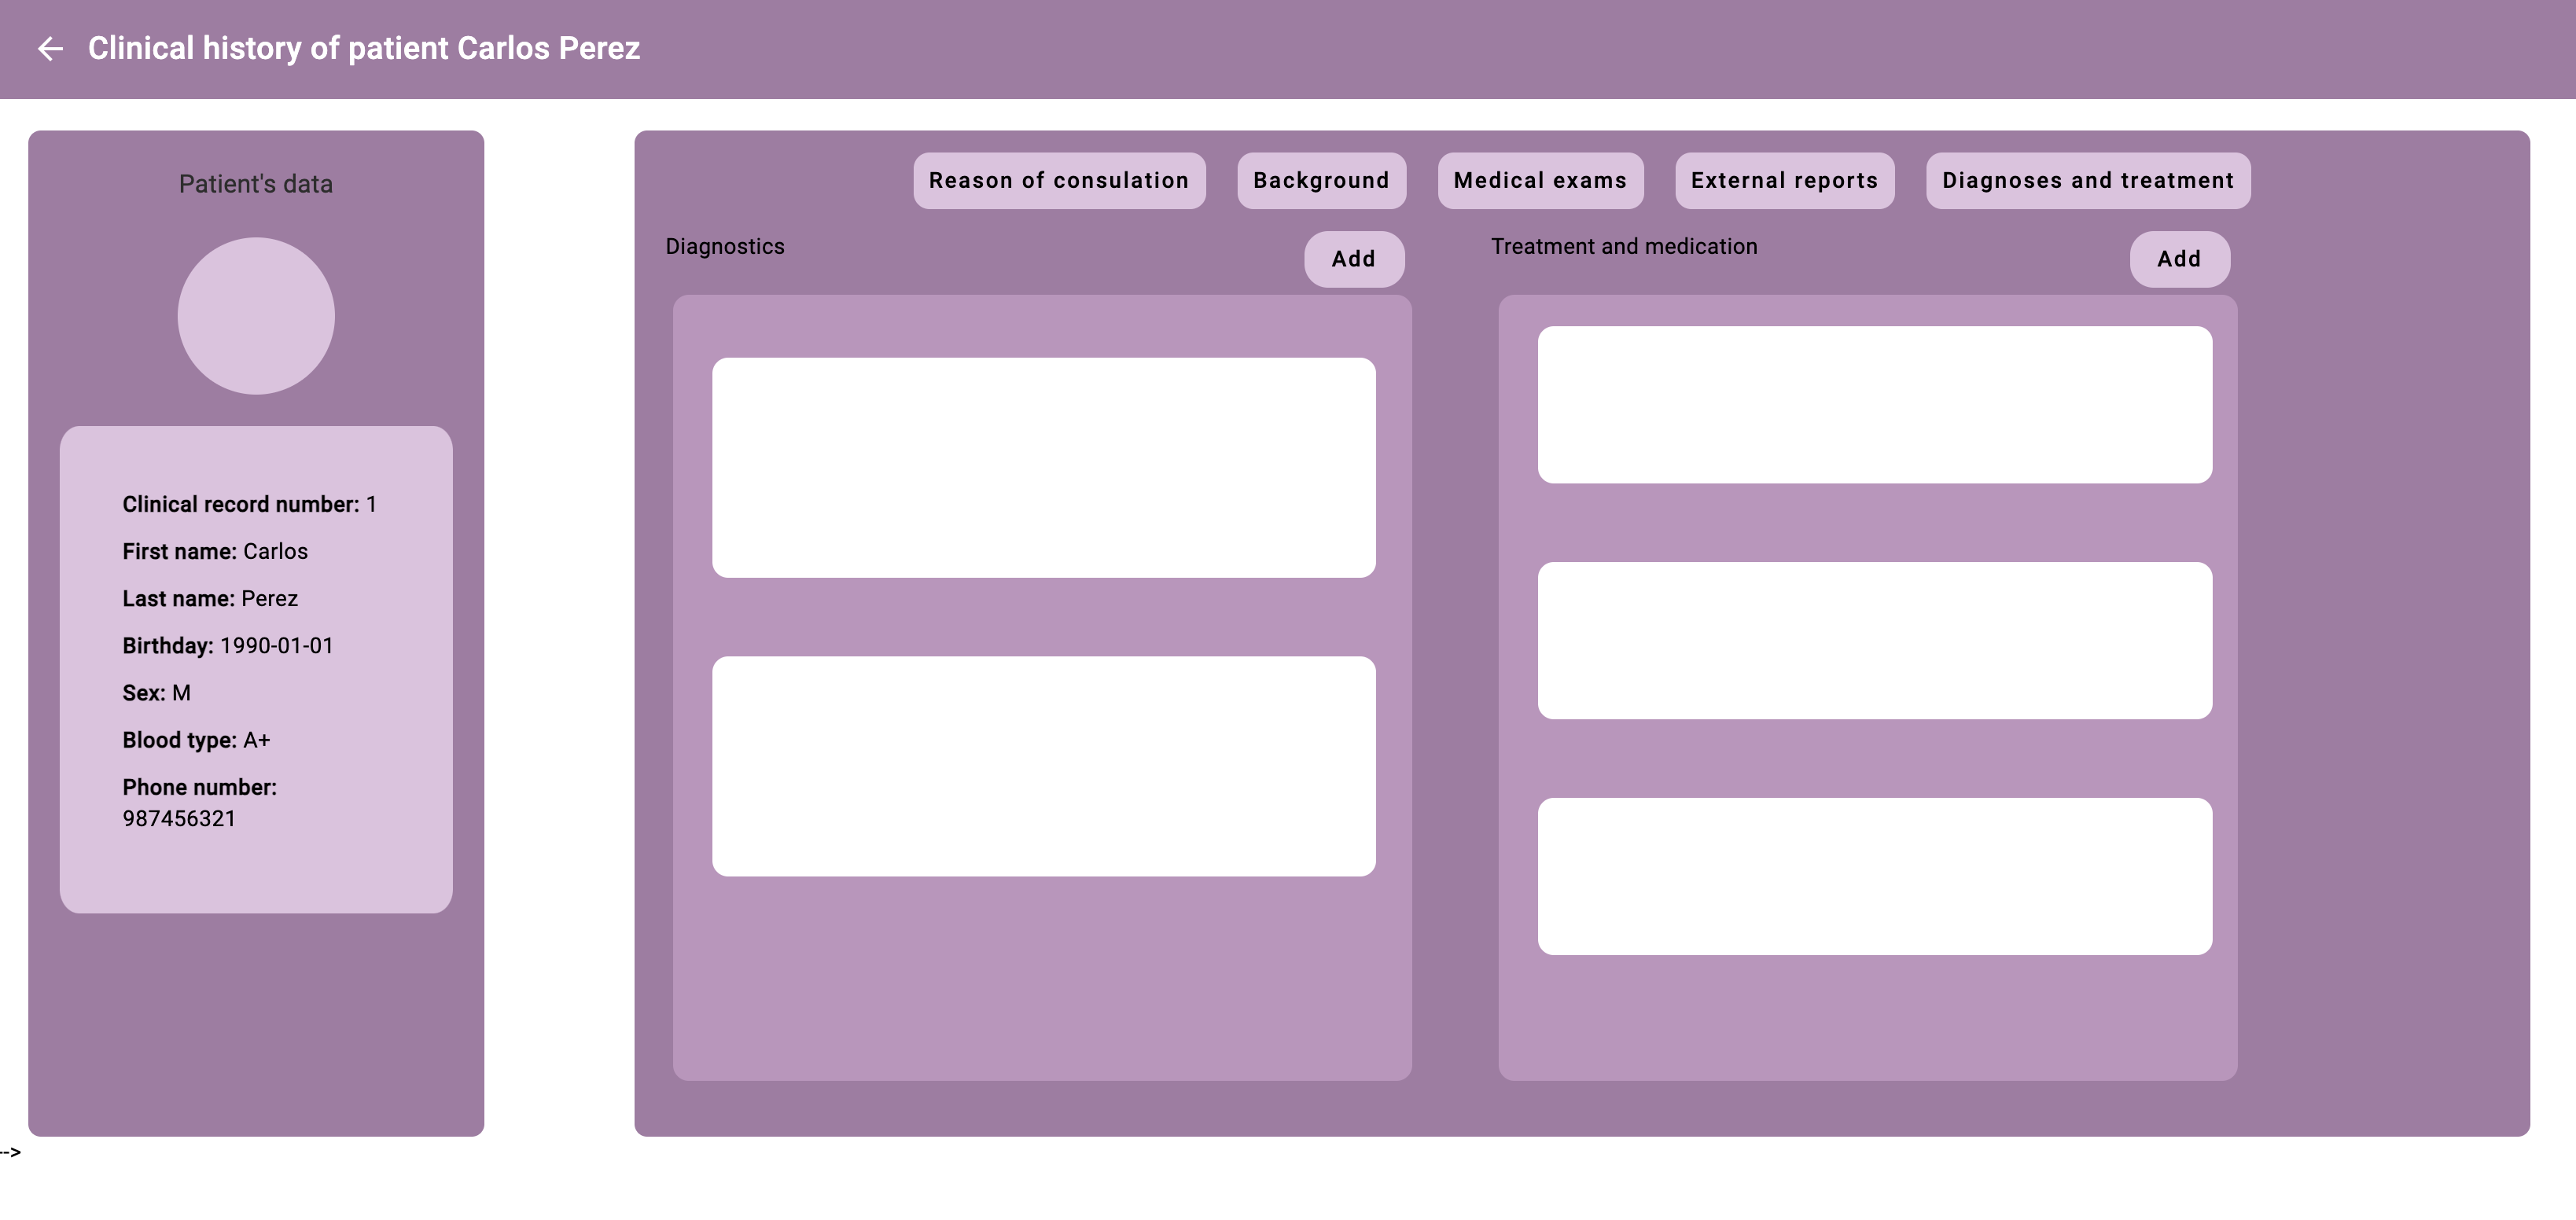 Clinical history of patient Carlos Perez
Patient's data
Clinical record number: 1
First name: Carlos
Last name: Perez
Birthday: 1990-01-01
Sex: M
Blood type: A+
Phone number:
987456321
Reason of consulation
Background
Medical exams
External reports
Diagnoses and treatment
Diagnostics
Add
Treatment and medication
Add
-->